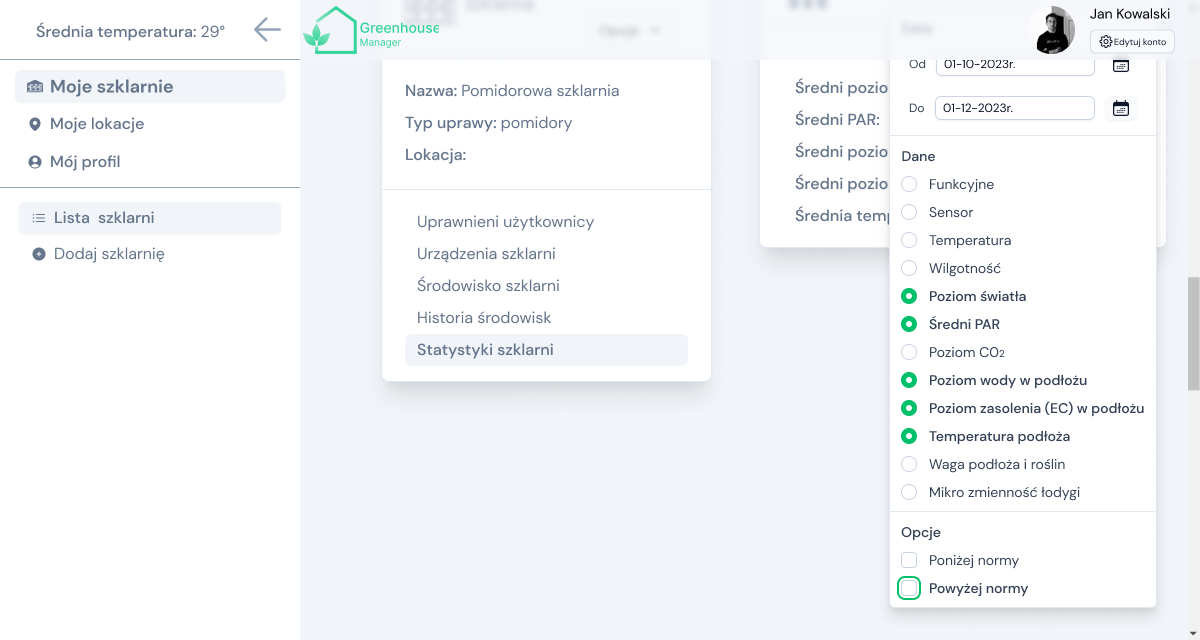 Średnia temperatura: 29°
Moje szklarnie
Moje lokacje
Mój profil
Lista szklarni
Dodaj szklarnię
Greenhouse
Manager
Szklarnia
Opcje
Dane
Jan Kowalski
Edytuj konto
Nazwa: Pomidorowa szklarnia
Typ uprawy: pomidory
Lokacja:
Uprawnieni użytkownicy
Urządzenia szklarni
Środowisko szklarni
Historia środowisk
Statystyki szklarni
Średni pozio
Średni PAR:
Średni pozio
Średni pozio
Średnia temp
Od 01-10-2023r.
Do 01-12-2023r.
Dane
Funkcyjne
Sensor
Temperatura
Wilgotność
Poziom światła
Średni PAR
Poziom CO₂
Poziom wody w podłożu
Poziom zasolenia (EC) w podłożu
Temperatura podłoża
Waga podłoża i roślin
Mikro zmienność łodygi
Opcje
Poniżej normy
Powyżej normy